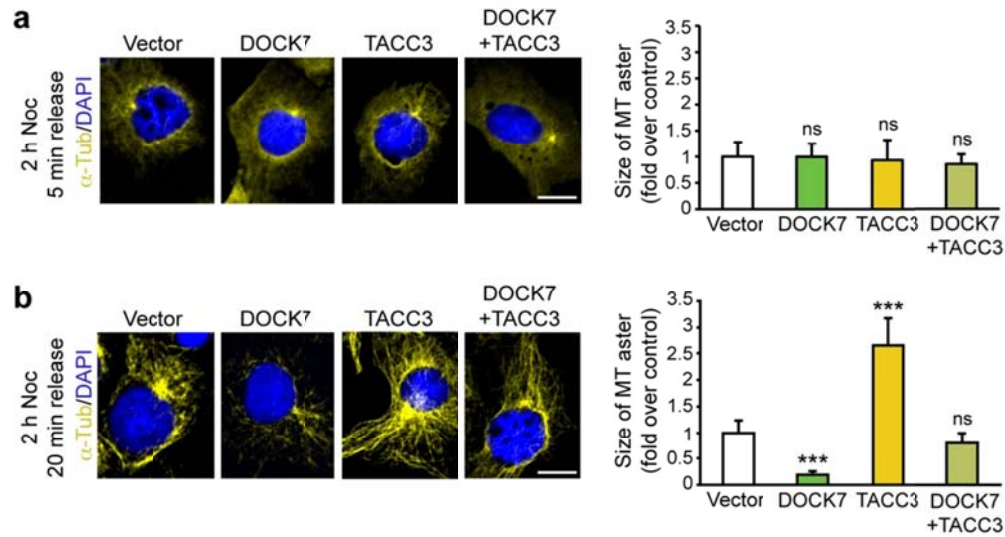 a
Vector
DOCK7
TACC3
DOCK7
+TACC3
2 h Noc
5 min release
α-Tub/DAPI
Size of MT aster
(fold over control)
3.5
3
2.5
1.5
1
0.5
0
ns
ns
ns
Vector
DOCK7
TACC3
DOCK7
+TACC3
b
Vector
DOCK7
TACC3
DOCK7
+TACC3
2 h Noc
20 min release
α-Tub/DAPI
Size of MT aster
(fold over control)
3.5
3
2.5
1.5
1
0.5
0
***
***
ns
Vector
DOCK7
TACC3
DOCK7
+TACC3